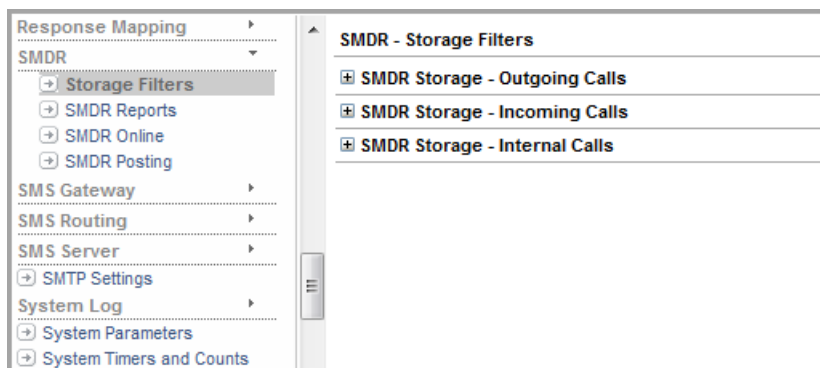 Response Mapping
SMDR
Storage Filters
SMDR Reports
SMDR Online
SMDR Posting
SMS Gateway
SMS Routing
SMS Server
SMTP Settings
System Log
System Parameters
System Timers and Counts
SMDR - Storage Filters
SMDR Storage - Outgoing Calls
SMDR Storage - Incoming Calls
SMDR Storage - Internal Calls